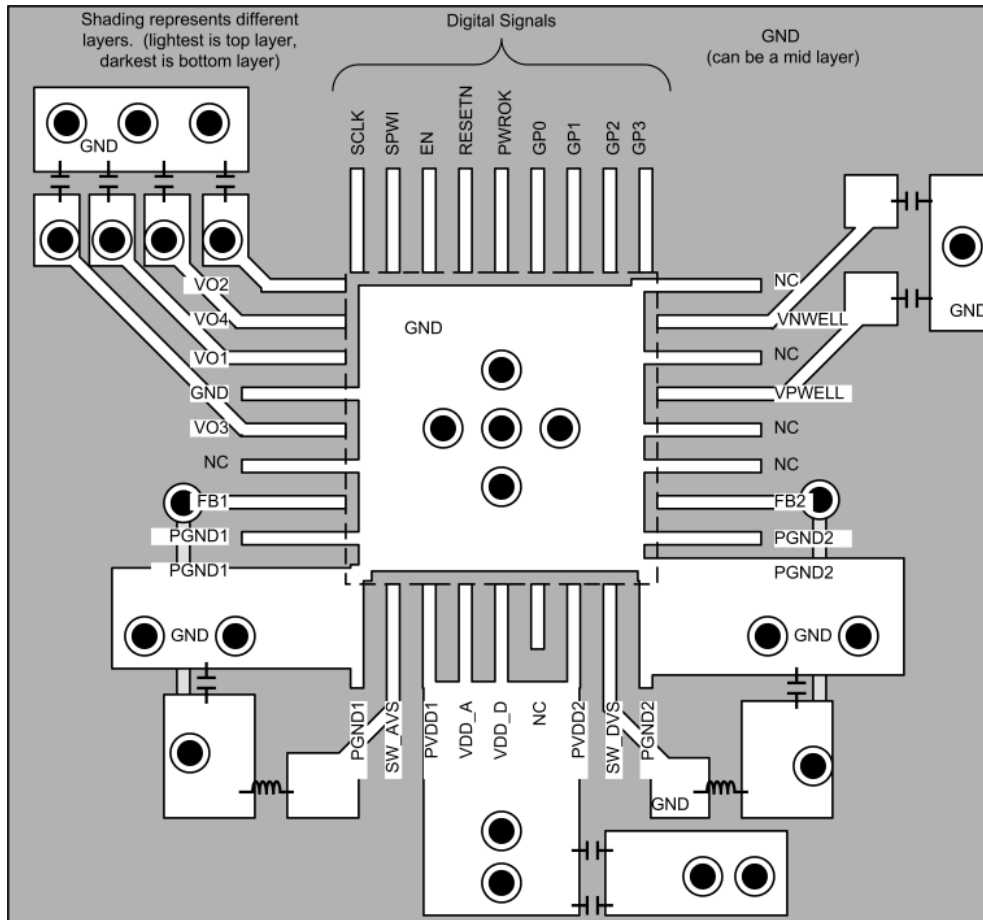 Shading represents different
layers.  (lightest is top layer,
darkest is bottom layer)
Digital Signals
GND
(can be a mid layer)
SCLK
SPWI
EN
RESETN
PWROK
GP0
GP1
GP2
GP3
GND
VO2
VO4
VO1
GND
VO3
NC
FB1
PGND1
PGND1
GND
GND
NC
VNWELL
NC
VPWELL
NC
NC
FB2
PGND2
PGND2
GND
GND
PGND1
SW_AVS
PVDD1
VDD_A
VDD_D
NC
PVDD2
SW_DVS
PGND2
GND